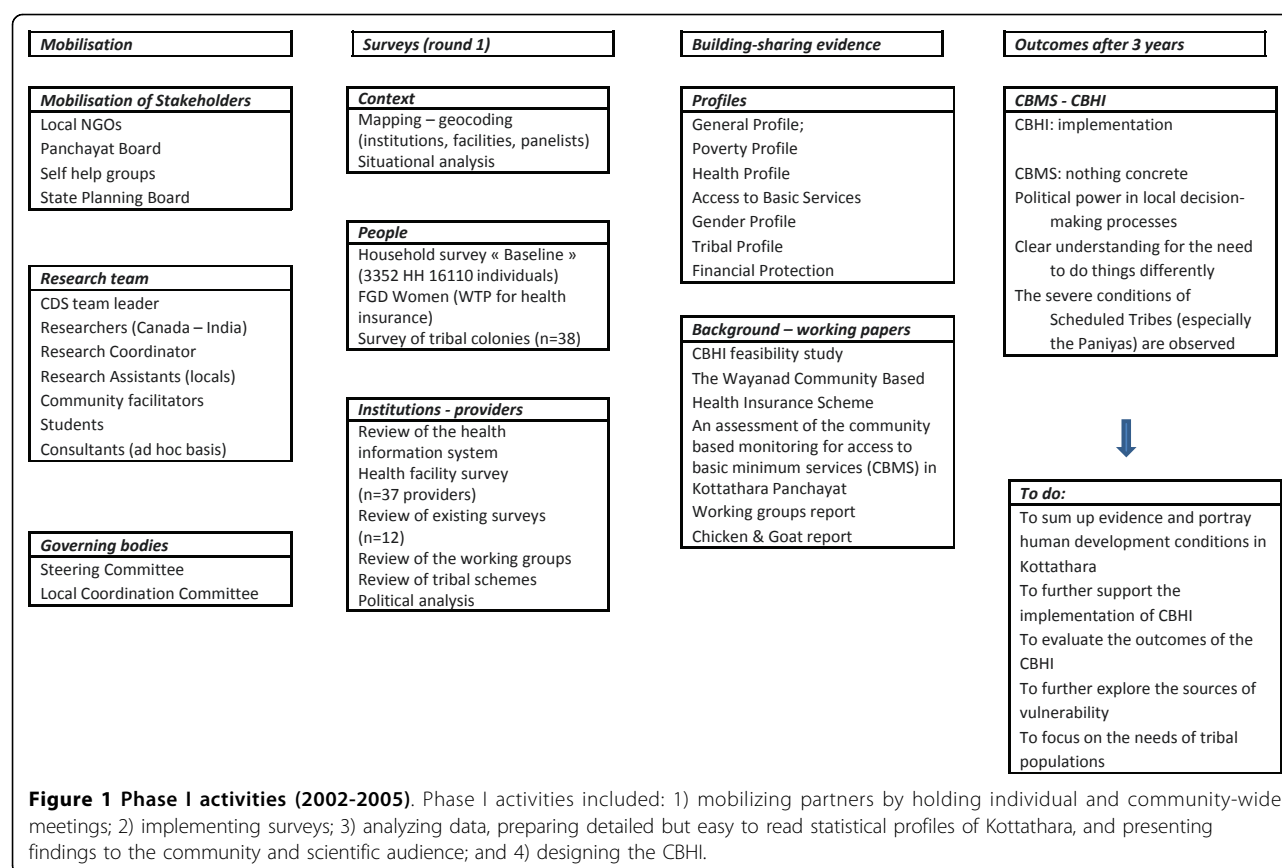 Mobilisation
Mobilisation of Stakeholders
Local NGOs
Panchayat Board
Self help groups
State Planning Board
Research team
CDS team leader
Researchers (Canada – India)
Research Coordinator
Research Assistants (locals)
Community facilitators
Students
Consultants (ad hoc basis)
Governing bodies
Steering Committee
Local Coordination Committee
Surveys (round 1)
Context
Mapping – geocoding
(institutions, facilities, panelists)
Situational analysis
People
Household survey « Baseline »
(3352 HH 16110 individuals)
FGD Women (WTP for health
insurance)
Survey of tribal colonies (n=38)
Institutions - providers
Review of the health
information system
Health facility survey
(n=37 providers)
Review of existing surveys
(n=12)
Review of the working groups
Review of tribal schemes
Political analysis
Building-sharing evidence
Profiles
General Profile;
Poverty Profile
Health Profile
Access to Basic Services
Gender Profile
Tribal Profile
Financial Protection
Background – working papers
CBHI feasibility study
The Wayanad Community Based
Health Insurance Scheme
An assessment of the community
based monitoring for access to
basic minimum services (CBMS) in
Kottathara Panchayat
Working groups report
Chicken & Goat report
Outcomes after 3 years
CBMS - CBHI
CBHI: implementation
CBMS: nothing concrete
Political power in local decision-
making processes
Clear understanding for the need
to do things differently
The severe conditions of
Scheduled Tribes (especially
the Paniyas) are observed
To do:
To sum up evidence and portray
human development conditions in
Kottathara
To further support the
implementation of CBHI
To evaluate the outcomes of the
CBHI
To further explore the sources of
vulnerability
To focus on the needs of tribal
populations
Figure 1 Phase I activities (2002-2005). Phase I activities included: 1) mobilizing partners by holding individual and community-wide
meetings; 2) implementing surveys; 3) analyzing data, preparing detailed but easy to read statistical profiles of Kottathara, and presenting
findings to the community and scientific audience; and 4) designing the CBHI.